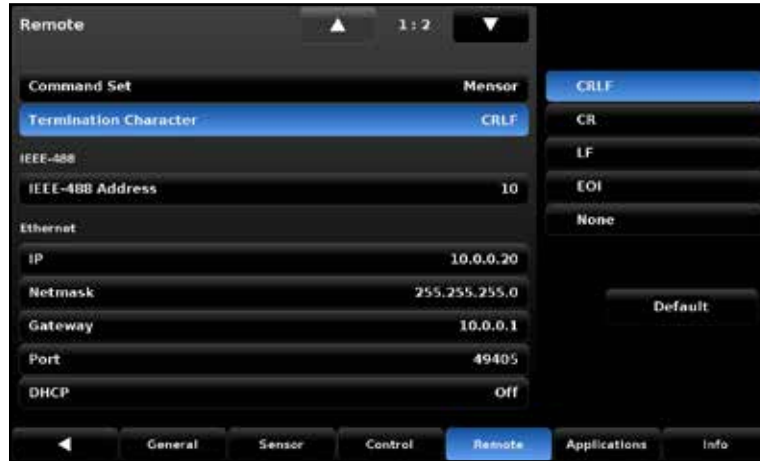 Remote 1:2
Command Set Mensor
Termination Character CRLF
IEEE-488
IEEE-488 Address 10
Ethernet
IP 10.0.0.20
Netmask 255.255.255.0
Gateway 10.0.0.1
Port 49405
DHCP Off
CRLF
CR
LF
EOI
None
Default
General Sensor Control Remote Applications Info